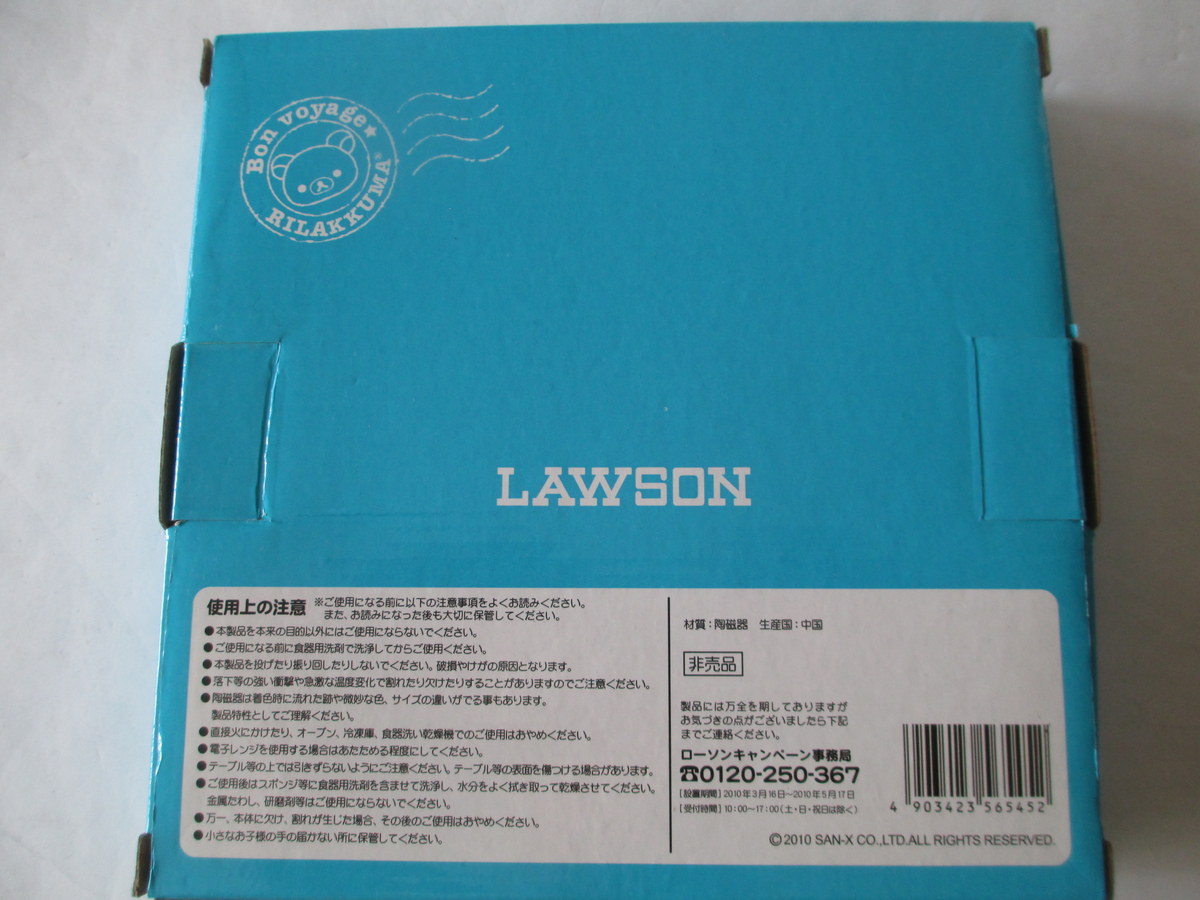 Bon voyage★
RILAKKUMA®
LAWSON
使用上の注意 ※ご使用になる前に以下の注意事項をよくお読みください。
また、お読みになった後も大切に保管してください。
●本製品を本来の目的以外にはご使用にならないでください。
●ご使用になる前に食器用洗剤で洗浄してからご使用ください。
●本製品を投げたり振り回したりしないでください。破損やけがの原因となります。
●落下等の強い衝撃や急激な温度変化で割れたり欠けたりすることがありますのでご注意ください。
●陶磁器は着色時に流れた跡や微妙な色、サイズの違いがでる事もあります。
製品特性としてご理解ください。
●直接火にかけたり、オーブン、冷凍庫、食器洗い乾燥機でのご使用はおやめください。
●電子レンジを使用する場合はあたためる程度にしてください。
●テーブル等の上では引きずらないようにご注意ください。テーブル等の表面を傷つける場合があります。
●ご使用後はスポンジ等に食器用洗剤を含ませて洗浄し、水分をよく拭き取って乾燥させてください。
金属たわし、研磨剤等はご使用にならないでください。
●万一、本体に欠け、割れが生じた場合、その後のご使用はおやめください。
●小さなお子様の手の届かない所に保管してください。
材質：陶磁器 生産国：中国
非売品
製品には万全を期しておりますが
お気づきの点がございましたら下記
までご連絡ください。
ローソンキャンペーン事務局
☎0120-250-367
[設置期間] 2010年3月16日〜2010年5月17日
[受付時間] 10:00〜17:00(土・日・祝日は除く)
4 903423 565452
©2010 SAN-X CO.,LTD.ALL RIGHTS RESERVED.